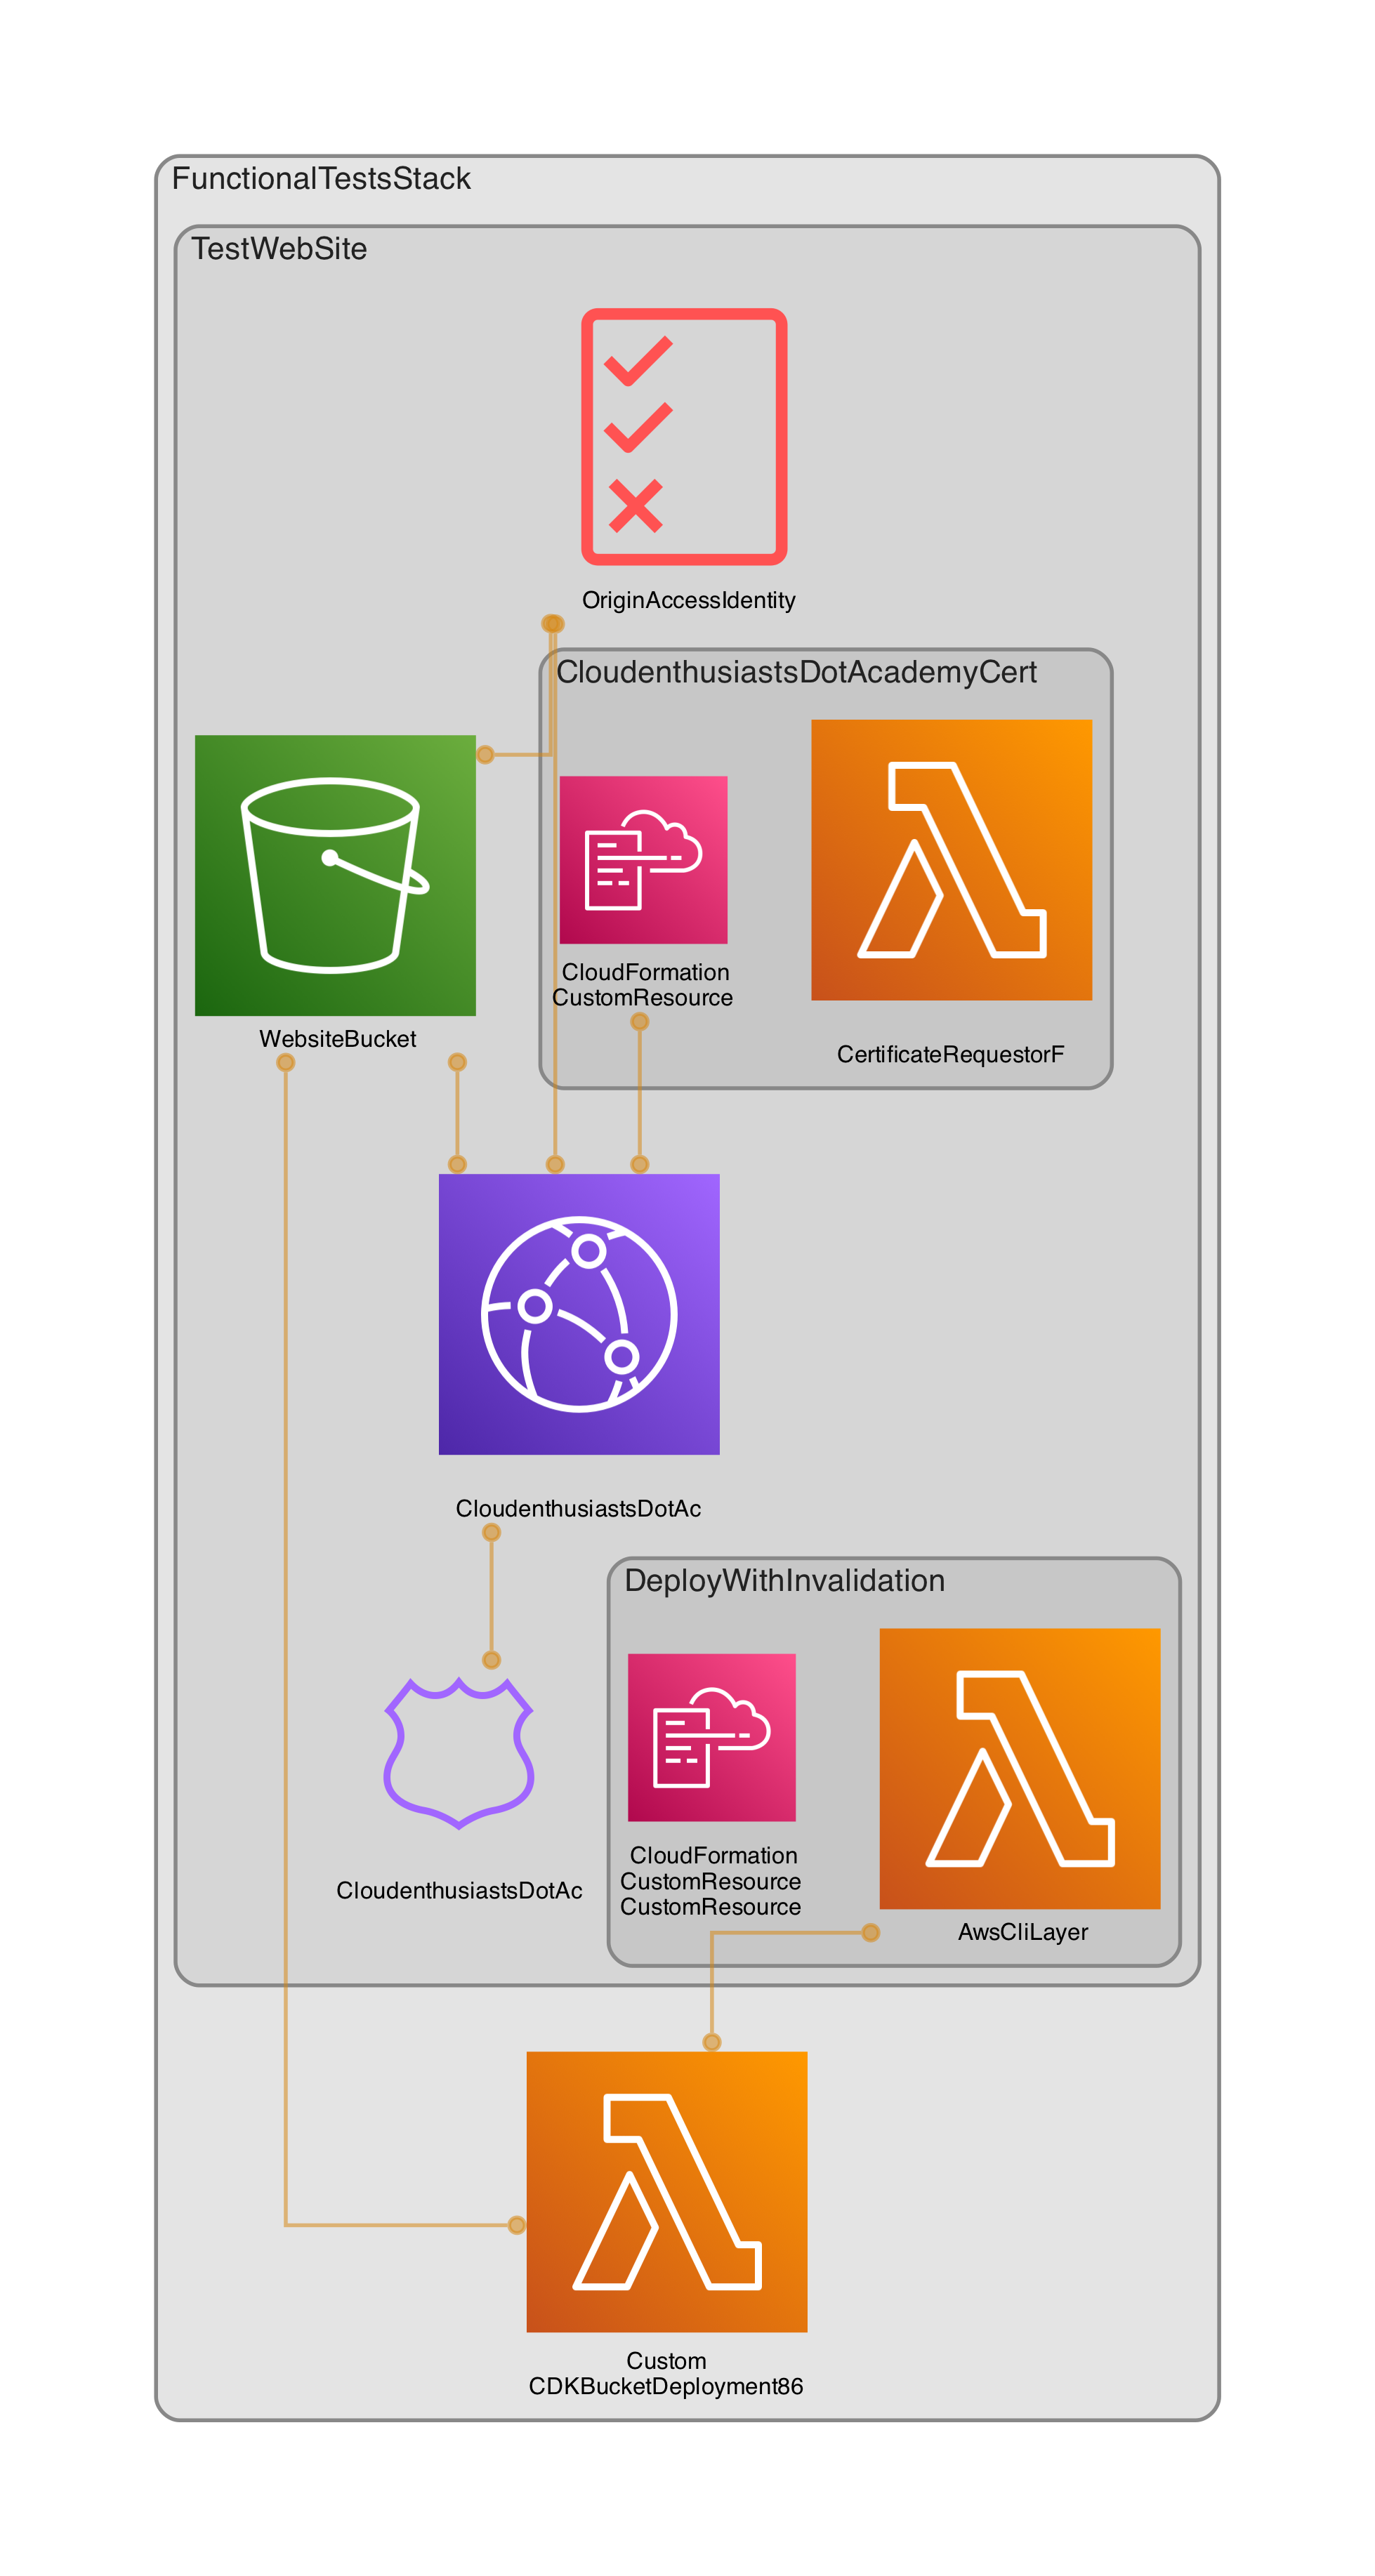 FunctionalTestsStack
TestWebSite
OriginAccessIdentity
CloudenthusiastsDotAcademyCert
CloudFormation
CustomResource
WebsiteBucket
CertificateRequestorF
CloudenthusiastsDotAc
DeployWithInvalidation
CloudFormation
CustomResource
CustomResource
CloudenthusiastsDotAc
AwsCliLayer
Custom
CDKBucketDeployment86